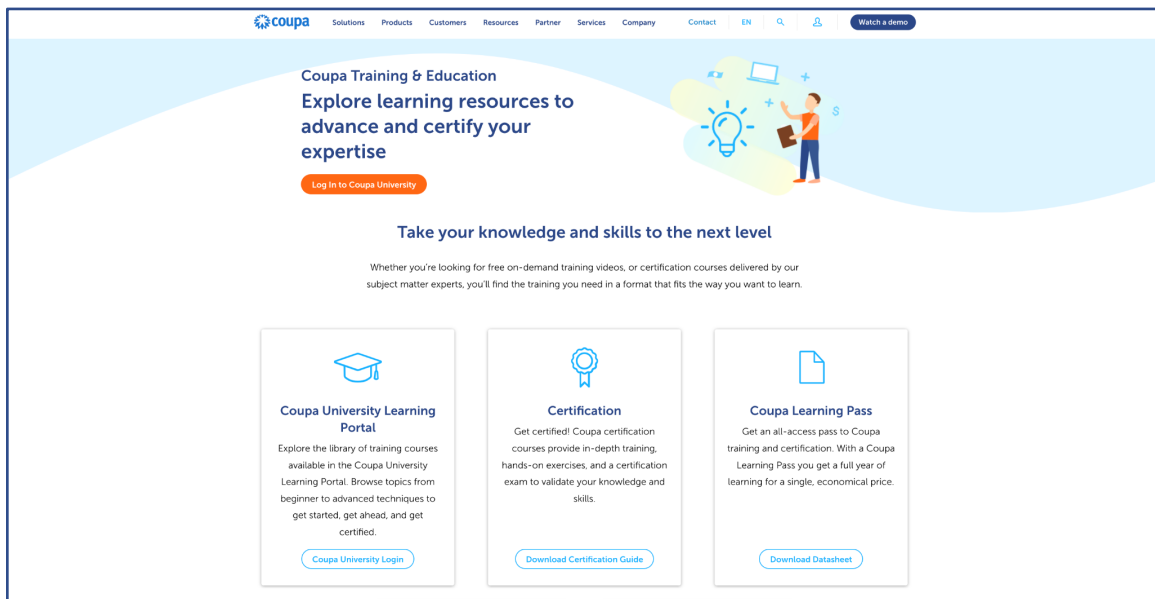 coupa
Solutions Products Customers Resources Partner Services Company Contact EN Watch a demo
Coupa Training & Education
Explore learning resources to
advance and certify your
expertise
Log In to Coupa University
Take your knowledge and skills to the next level
Whether you're looking for free on-demand training videos, or certification courses delivered by our
subject matter experts, you'll find the training you need in a format that fits the way you want to learn.
Coupa University Learning
Portal
Explore the library of training courses
available in the Coupa University
Learning Portal. Browse topics from
beginner to advanced techniques to
get started, get ahead, and get
certified.
Coupa University Login
Certification
Get certified! Coupa certification
courses provide in-depth training,
hands-on exercises, and a certification
exam to validate your knowledge and
skills.
Download Certification Guide
Coupa Learning Pass
Get an all-access pass to Coupa
training and certification. With a Coupa
Learning Pass you get a full year of
learning for a single, economical price.
Download Datasheet